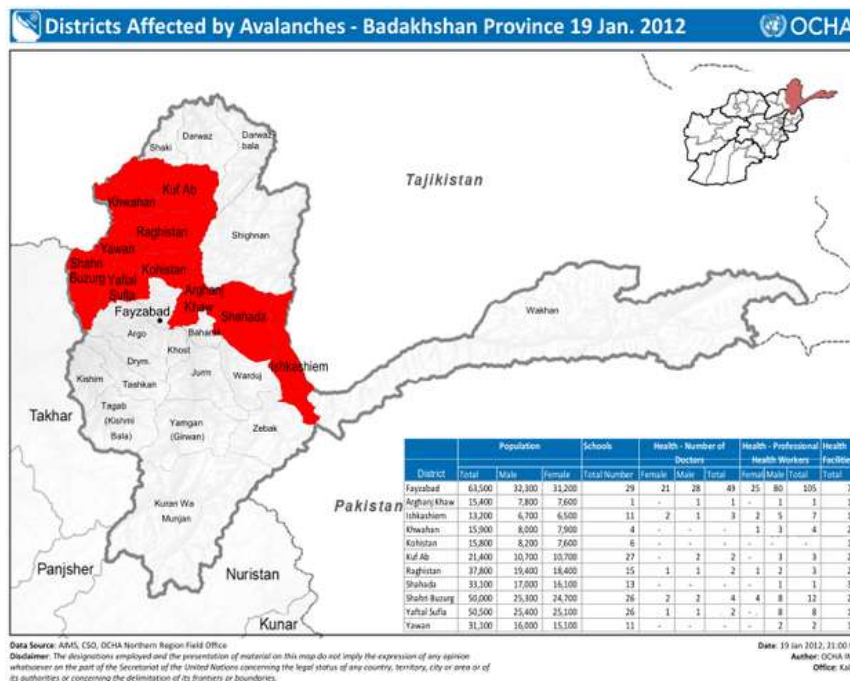 Districts Affected by Avalanches - Badakhshan Province 19 Jan. 2012
OCHA
Shaki
Darwaz
Darwaz
bala
Tajikistan
Kuf Ab
Khwahan
Raghistan
Shighnan
Yawan
Shahri
Buzurg
Kohistan
Yaftal
Sufla
Arghanj
Khaw
Shahada
Fayzabad
Wakhan
Argo
Baharak
Khost
Ishkashiem
Drym.
Kishim
Jurm
Warduj
Tashkan
Takhar
Tagab
(Kishmi
Bala)
Yamgan
(Girwan)
Zebak
Pakistan
Kuran Wa
Munjan
Panjsher
Nuristan
Kunar
Population Schools Health - Number of Doctors Health - Professional Health Workers Health Facilities
District Total Male Female Total Number Female Male Total Femal Male Total Total
Fayzabad 63,500 32,300 31,200 29 21 28 49 25 80 105
Arghanj Khaw 15,400 7,800 7,600 1 - 1 1 - 1 1
Ishkashiem 13,200 6,700 6,500 11 2 1 3 2 5 7
Khwahan 15,900 8,000 7,900 4 - - - 1 3 4
Kohistan 15,800 8,200 7,600 6 - - - - - -
Kuf Ab 21,400 10,700 10,700 27 - 2 2 - 3 3
Raghistan 37,800 19,400 18,400 15 1 1 2 1 2 3
Shahada 33,100 17,000 16,100 13 - - - - 1 1
Shahri Buzurg 50,000 25,300 24,700 26 2 2 4 4 8 12
Yaftal Sufla 50,500 25,400 25,100 26 1 1 2 - 8 8
Yawan 31,100 16,000 15,100 11 - - - - 2 2
Data Source: AIMS, CSO, OCHA Northern Region Field Office
Disclaimer: The designations employed and the presentation of material on this map do not imply the expression of any opinion
whatsoever on the part of the Secretariat of the United Nations concerning the legal status of any country, territory, city or area or of
its authorities or concerning the delimitation of its frontiers or boundaries.
Date: 19 Jan 2012, 21:00
Author: OCHA
Office: